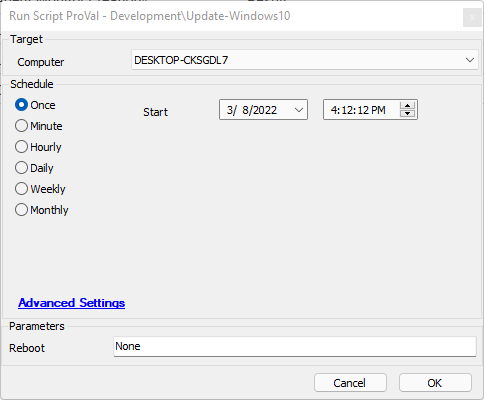 Run Script ProVal - Development\Update-Windows10
Target
Computer DESKTOP-CKSGDL7
Schedule
Once Start 3/ 8/2022 4:12:12 PM
Minute
Hourly
Daily
Weekly
Monthly
Advanced Settings
Parameters
Reboot None
Cancel OK